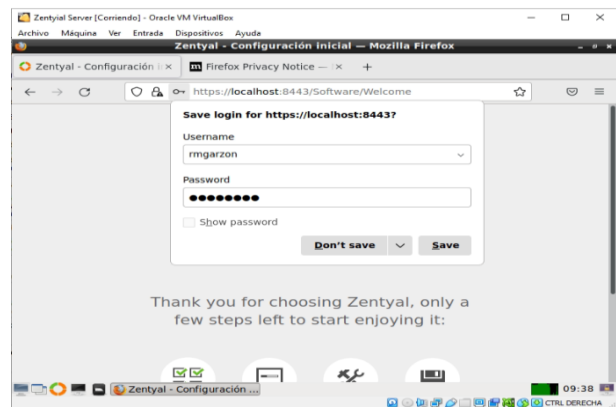 Zentyial Server [Corriendo] - Oracle VM VirtualBox
Archivo Máquina Ver Entrada Dispositivos Ayuda
Zentyal - Configuración inicial — Mozilla Firefox
Zentyal - Configuración i
Firefox Privacy Notice —
https://localhost:8443/Software/Welcome
Save login for https://localhost:8443?
Username
rmgarzon
Password
Show password
Don't save
Save
Thank you for choosing Zentyal, only a
few steps left to start enjoying it:
Zentyal - Configuración ...
09:38
CTRL DERECHA